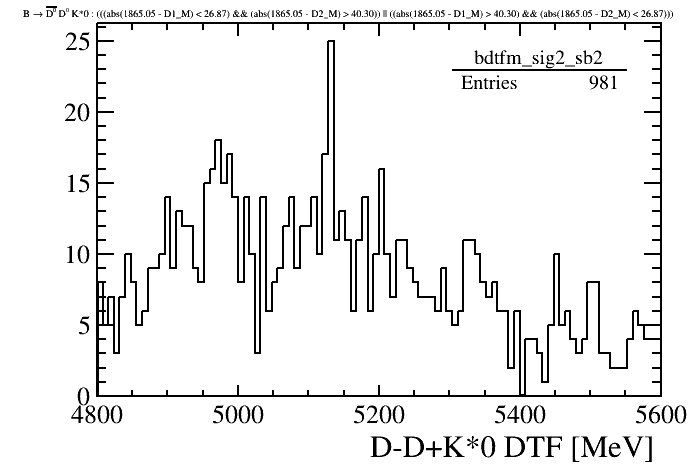 B → D̅⁰ D⁰ K*0 : (((abs(1865.05 - D1_M) < 26.87) && (abs(1865.05 - D2_M) > 40.30)) || ((abs(1865.05 - D1_M) > 40.30) && (abs(1865.05 - D2_M) < 26.87)))
bdtfm_sig2_sb2
Entries 981
25
20
15
10
5
0
4800 5000 5200 5400 5600
D-D+K*0 DTF [MeV]